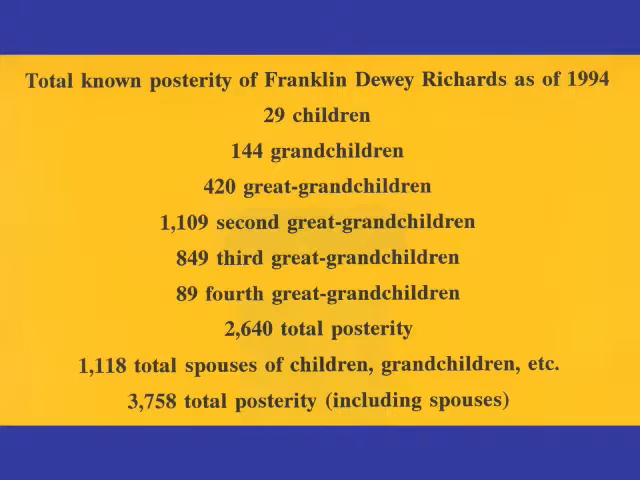 Total known posterity of Franklin Dewey Richards as of 1994
29 children
144 grandchildren
420 great-grandchildren
1,109 second great-grandchildren
849 third great-grandchildren
89 fourth great-grandchildren
2,640 total posterity
1,118 total spouses of children, grandchildren, etc.
3,758 total posterity (including spouses)